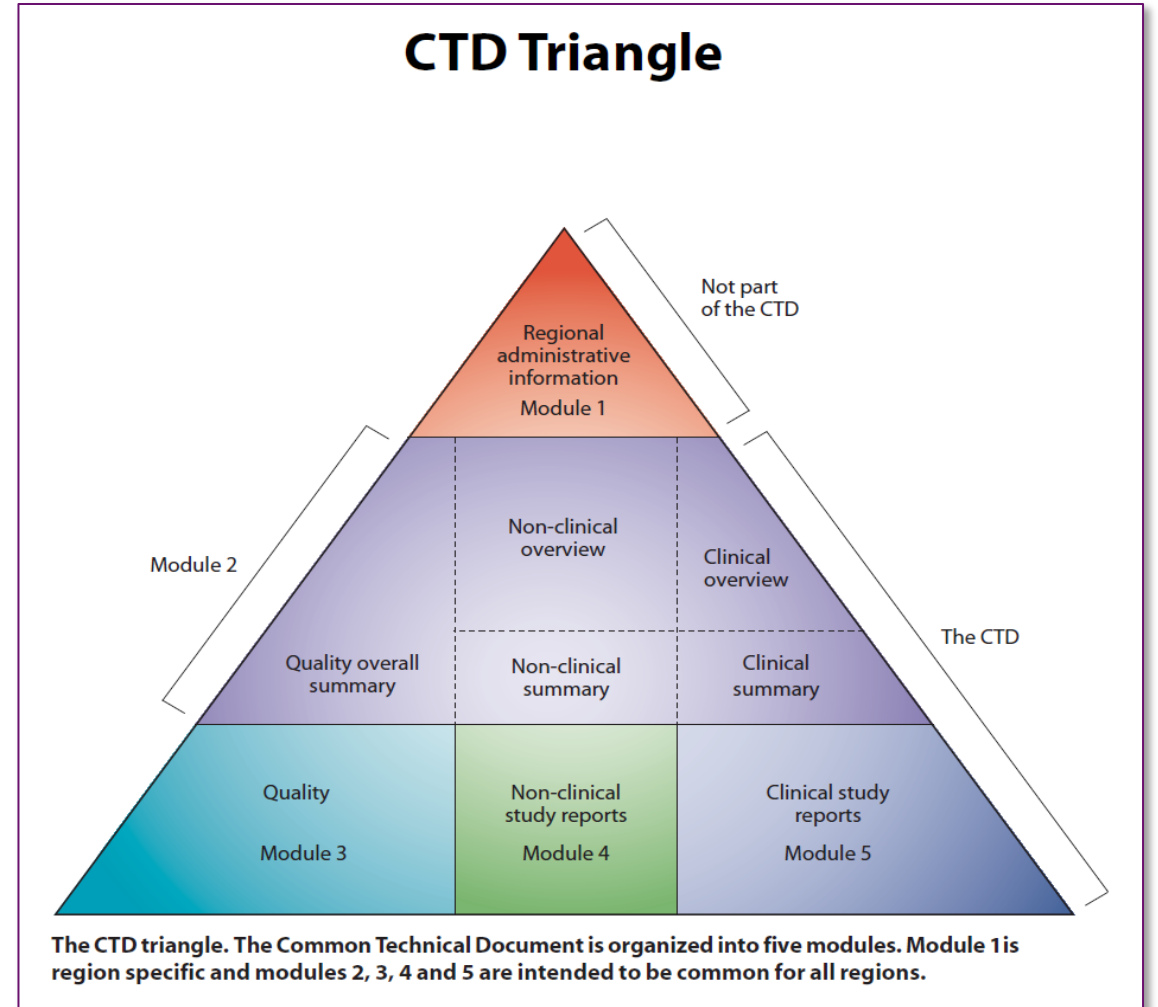 CTD Triangle
Not part
of the CTD
Regional
administrative
information
Module 1
Module 2
Non-clinical
overview
Clinical
overview
The CTD
Quality overall
summary
Non-clinical
summary
Clinical
summary
Quality
Module 3
Non-clinical
study reports
Module 4
Clinical study
reports
Module 5
The CTD triangle. The Common Technical Document is organized into five modules. Module 1is
region specific and modules 2, 3, 4 and 5 are intended to be common for all regions.